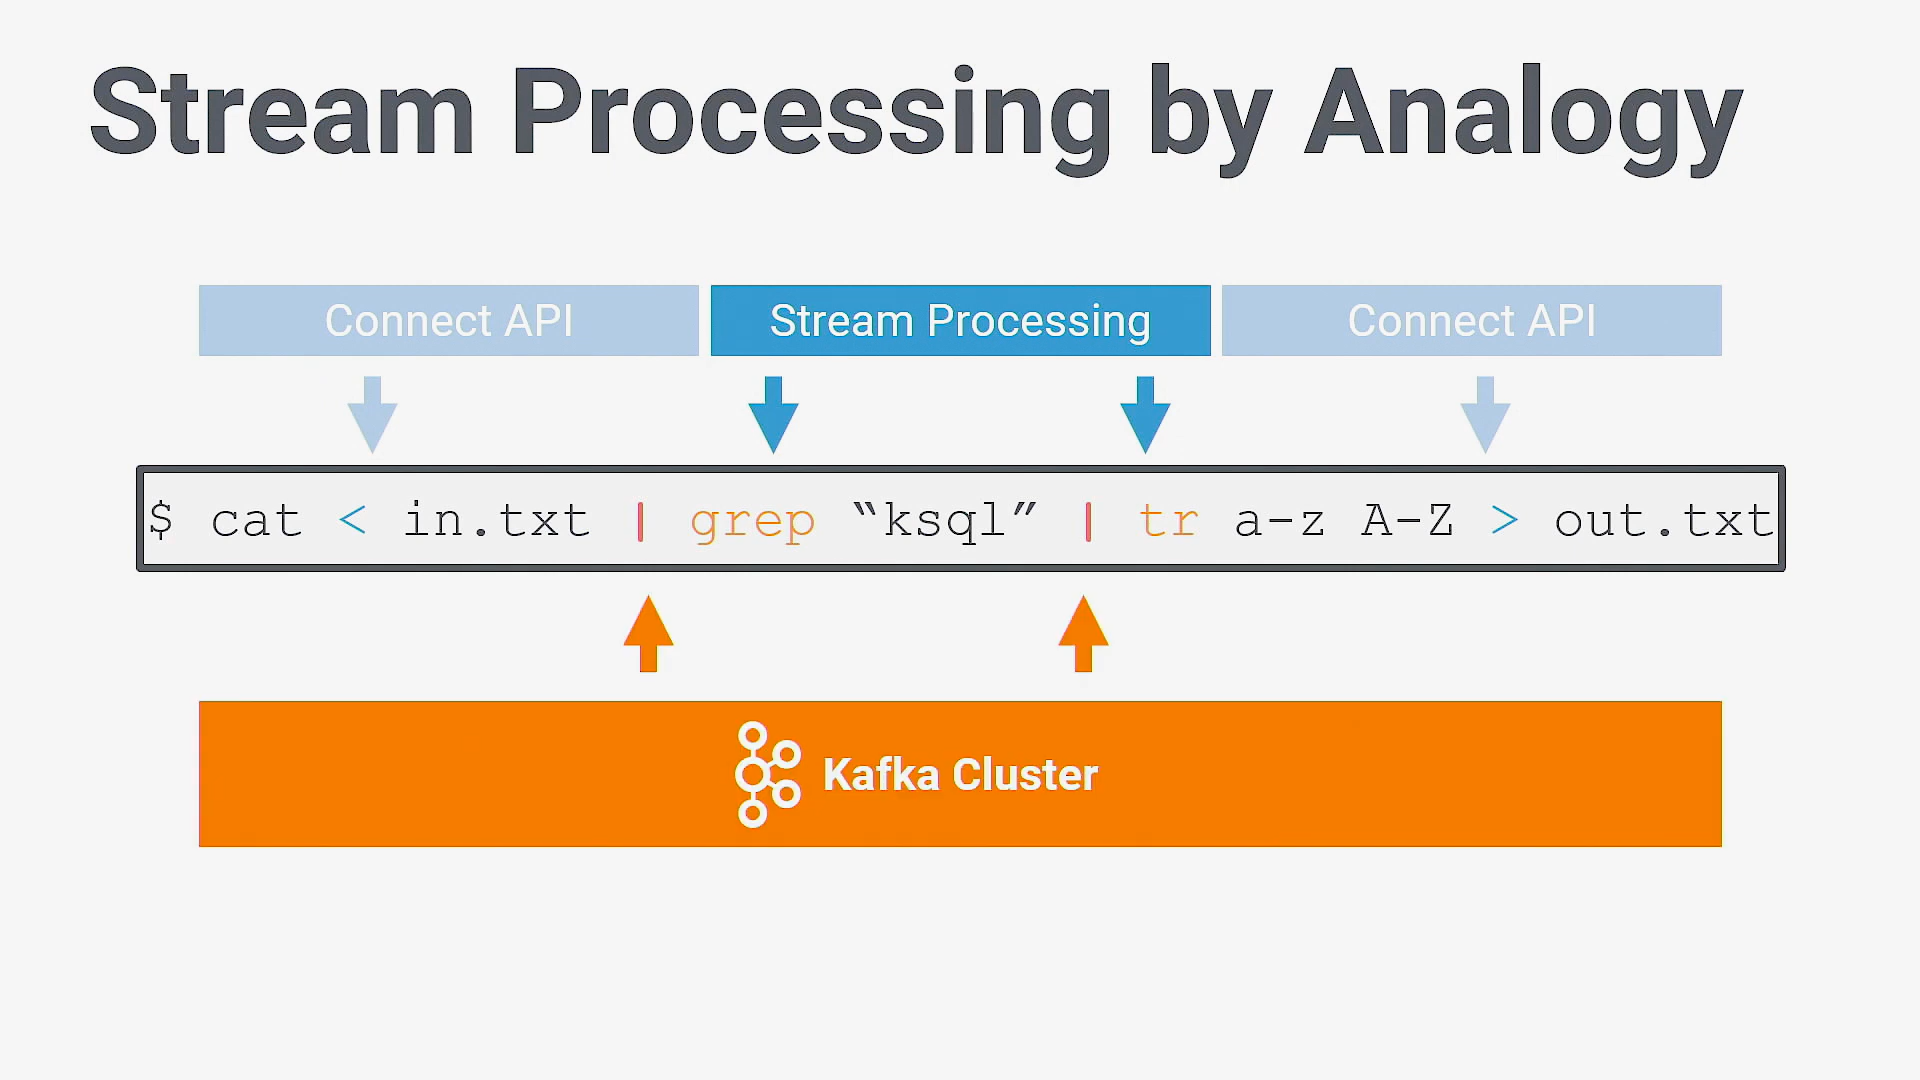 Stream Processing by Analogy
Connect API
Stream Processing
Connect API
$ cat < in.txt | grep “ksql” | tr a-z A-Z > out.txt
Kafka Cluster